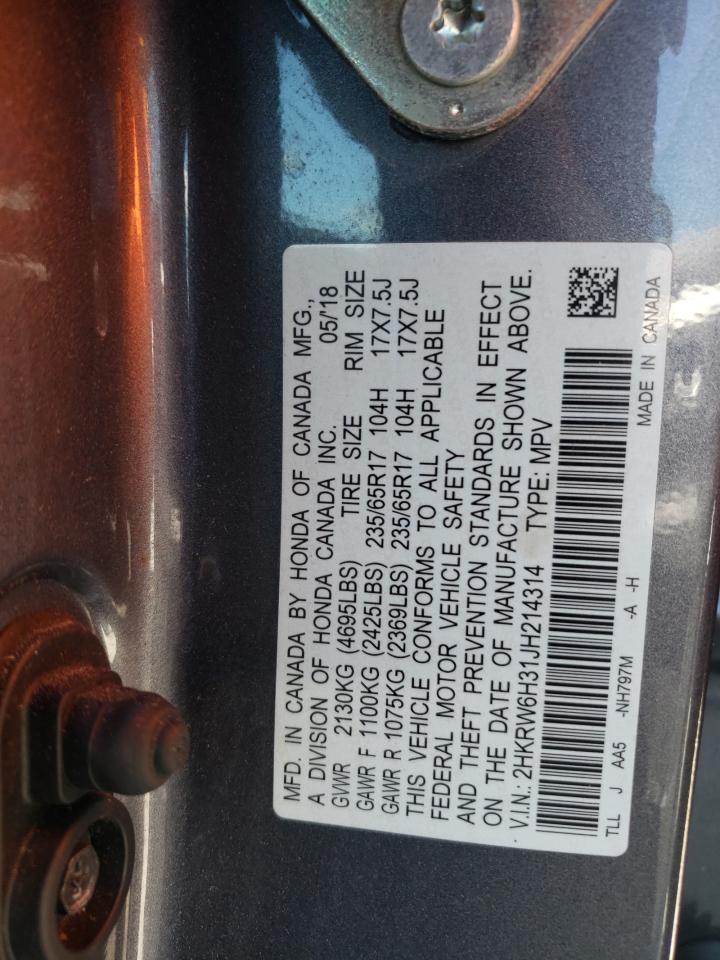 MFD. IN CANADA BY HONDA OF CANADA MFG.,
A DIVISION OF HONDA CANADA INC. 05/'18
GVWR 2130KG (4695LBS) TIRE SIZE RIM SIZE
GAWR F 1100KG (2425LBS) 235/65R17 104H 17X7.5J
GAWR R 1075KG (2369LBS) 235/65R17 104H 17X7.5J
THIS VEHICLE CONFORMS TO ALL APPLICABLE
FEDERAL MOTOR VEHICLE SAFETY
AND THEFT PREVENTION STANDARDS IN EFFECT
ON THE DATE OF MANUFACTURE SHOWN ABOVE.
V.I.N.: 2HKRW6H31JH214314 TYPE: MPV
TLL J AA5 -NH797M -A -H
MADE IN CANADA